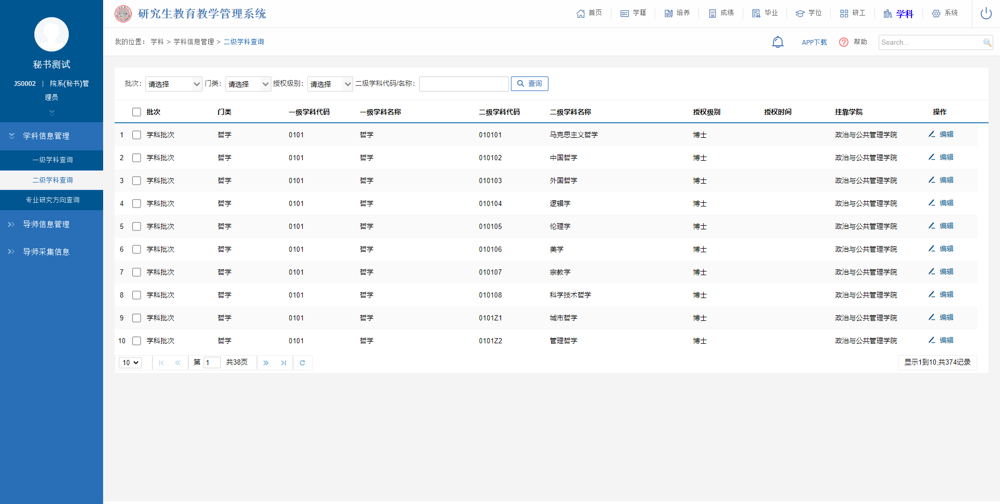 研究生教育教学管理系统
首页 学籍 培养 成绩 毕业 学位 研工 学科 系统
秘书测试
JS0002 | 院系(秘书)管
理员
学科信息管理
一级学科查询
二级学科查询
专业研究方向查询
导师信息管理
导师采集信息
我的位置： 学科 > 学科信息管理 > 二级学科查询
APP下载 帮助 Search...
批次： 请选择 门类： 请选择 授权级别： 请选择 二级学科代码/名称： 查询
批次 门类 一级学科代码 一级学科名称 二级学科代码 二级学科名称 授权级别 授权时间 挂靠学院 操作
1 学科批次 哲学 0101 哲学 010101 马克思主义哲学 博士 政治与公共管理学院 编辑
2 学科批次 哲学 0101 哲学 010102 中国哲学 博士 政治与公共管理学院 编辑
3 学科批次 哲学 0101 哲学 010103 外国哲学 博士 政治与公共管理学院 编辑
4 学科批次 哲学 0101 哲学 010104 逻辑学 博士 政治与公共管理学院 编辑
5 学科批次 哲学 0101 哲学 010105 伦理学 博士 政治与公共管理学院 编辑
6 学科批次 哲学 0101 哲学 010106 美学 博士 政治与公共管理学院 编辑
7 学科批次 哲学 0101 哲学 010107 宗教学 博士 政治与公共管理学院 编辑
8 学科批次 哲学 0101 哲学 010108 科学技术哲学 博士 政治与公共管理学院 编辑
9 学科批次 哲学 0101 哲学 0101Z1 城市哲学 博士 政治与公共管理学院 编辑
10 学科批次 哲学 0101 哲学 0101Z2 管理哲学 博士 政治与公共管理学院 编辑
10 第 1 共38页 显示1到10,共374记录